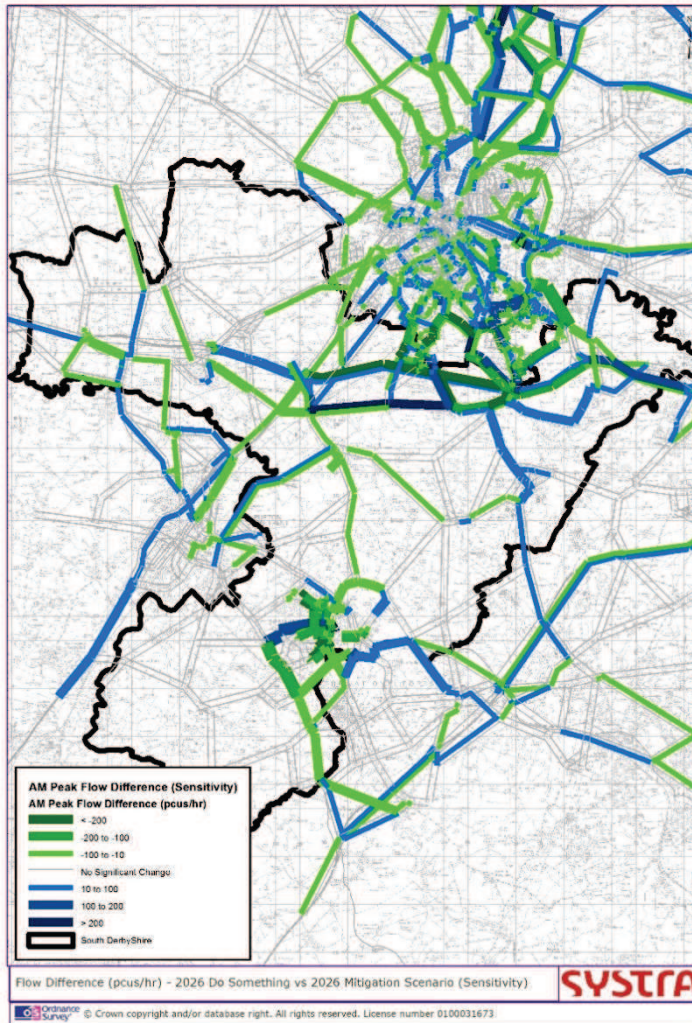 AM Peak Flow Difference (Sensitivity)
AM Peak Flow Difference (pcus/hr)
< -200
-200 to -100
-100 to -10
No Significant Change
10 to 100
100 to 200
> 200
South DerbyShire
Flow Difference (pcus/hr) - 2026 Do Something vs 2026 Mitigation Scenario (Sensitivity)
SYSTRA
Ordnance
Survey
© Crown copyright and/or database right. All rights reserved. License number 0100031673